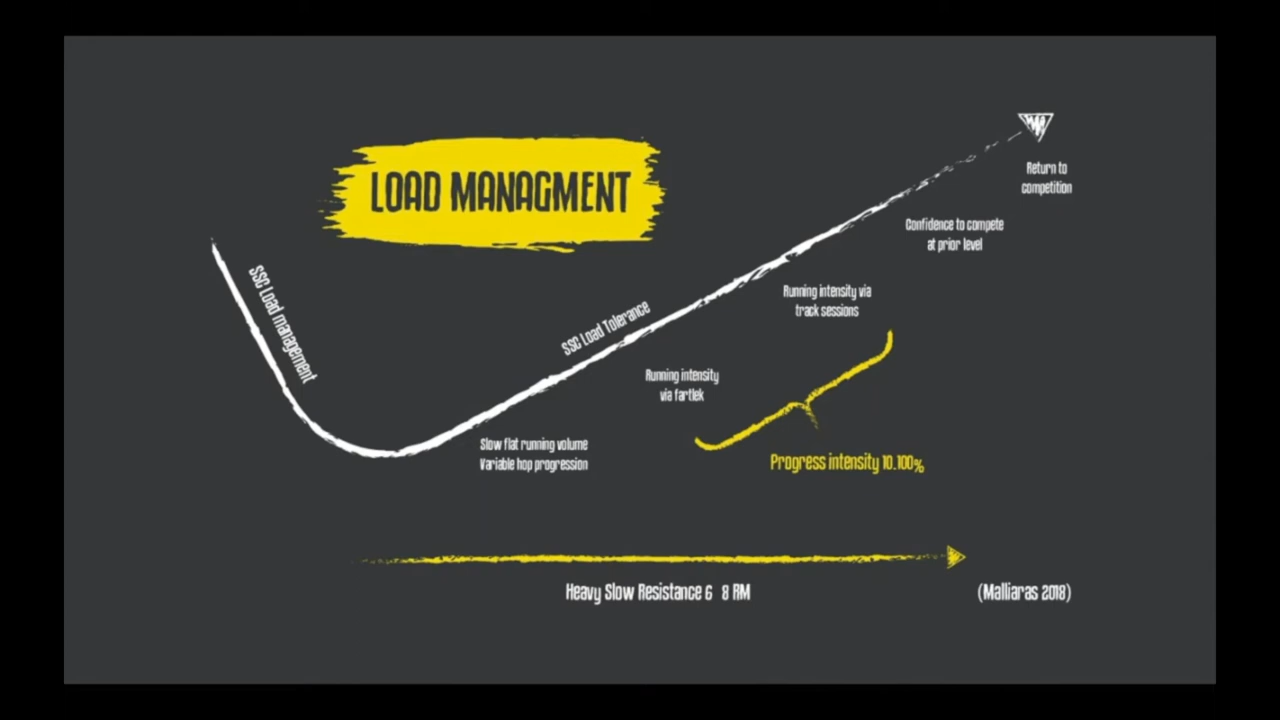 LOAD MANAGMENT
SSC Load management
SSC Load Tolerance
Return to
competition
Confidence to compete
at prior level
Running intensity via
track sessions
Running intensity
via fartlek
Slow flat running volume
Variable hop progression
Progress intensity 10.100%
Heavy Slow Resistance 6 8 RM
(Malliaras 2018)